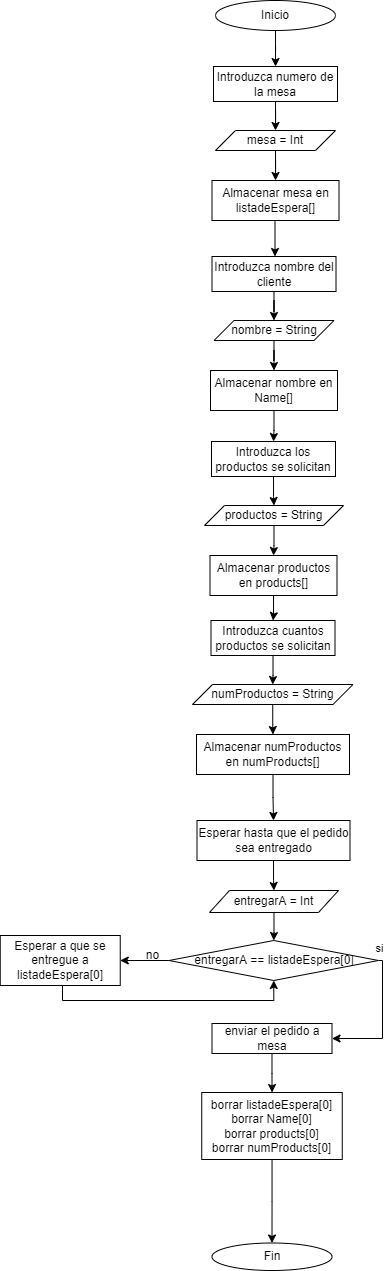 Inicio
Introduzca numero de
la mesa
mesa = Int
Almacenar mesa en
listadeEspera[]
Introduzca nombre del
cliente
nombre = String
Almacenar nombre en
Name[]
Introduzca los
productos se solicitan
productos = String
Almacenar productos
en products[]
Introduzca cuantos
productos se solicitan
numProductos = String
Almacenar numProductos
en numProducts[]
Esperar hasta que el pedido
sea entregado
entregarA = Int
entregarA == listadeEspera[0]
si
no
Esperar a que se
entregue a
listadeEspera[0]
enviar el pedido a
mesa
borrar listadeEspera[0]
borrar Name[0]
borrar products[0]
borrar numProducts[0]
Fin